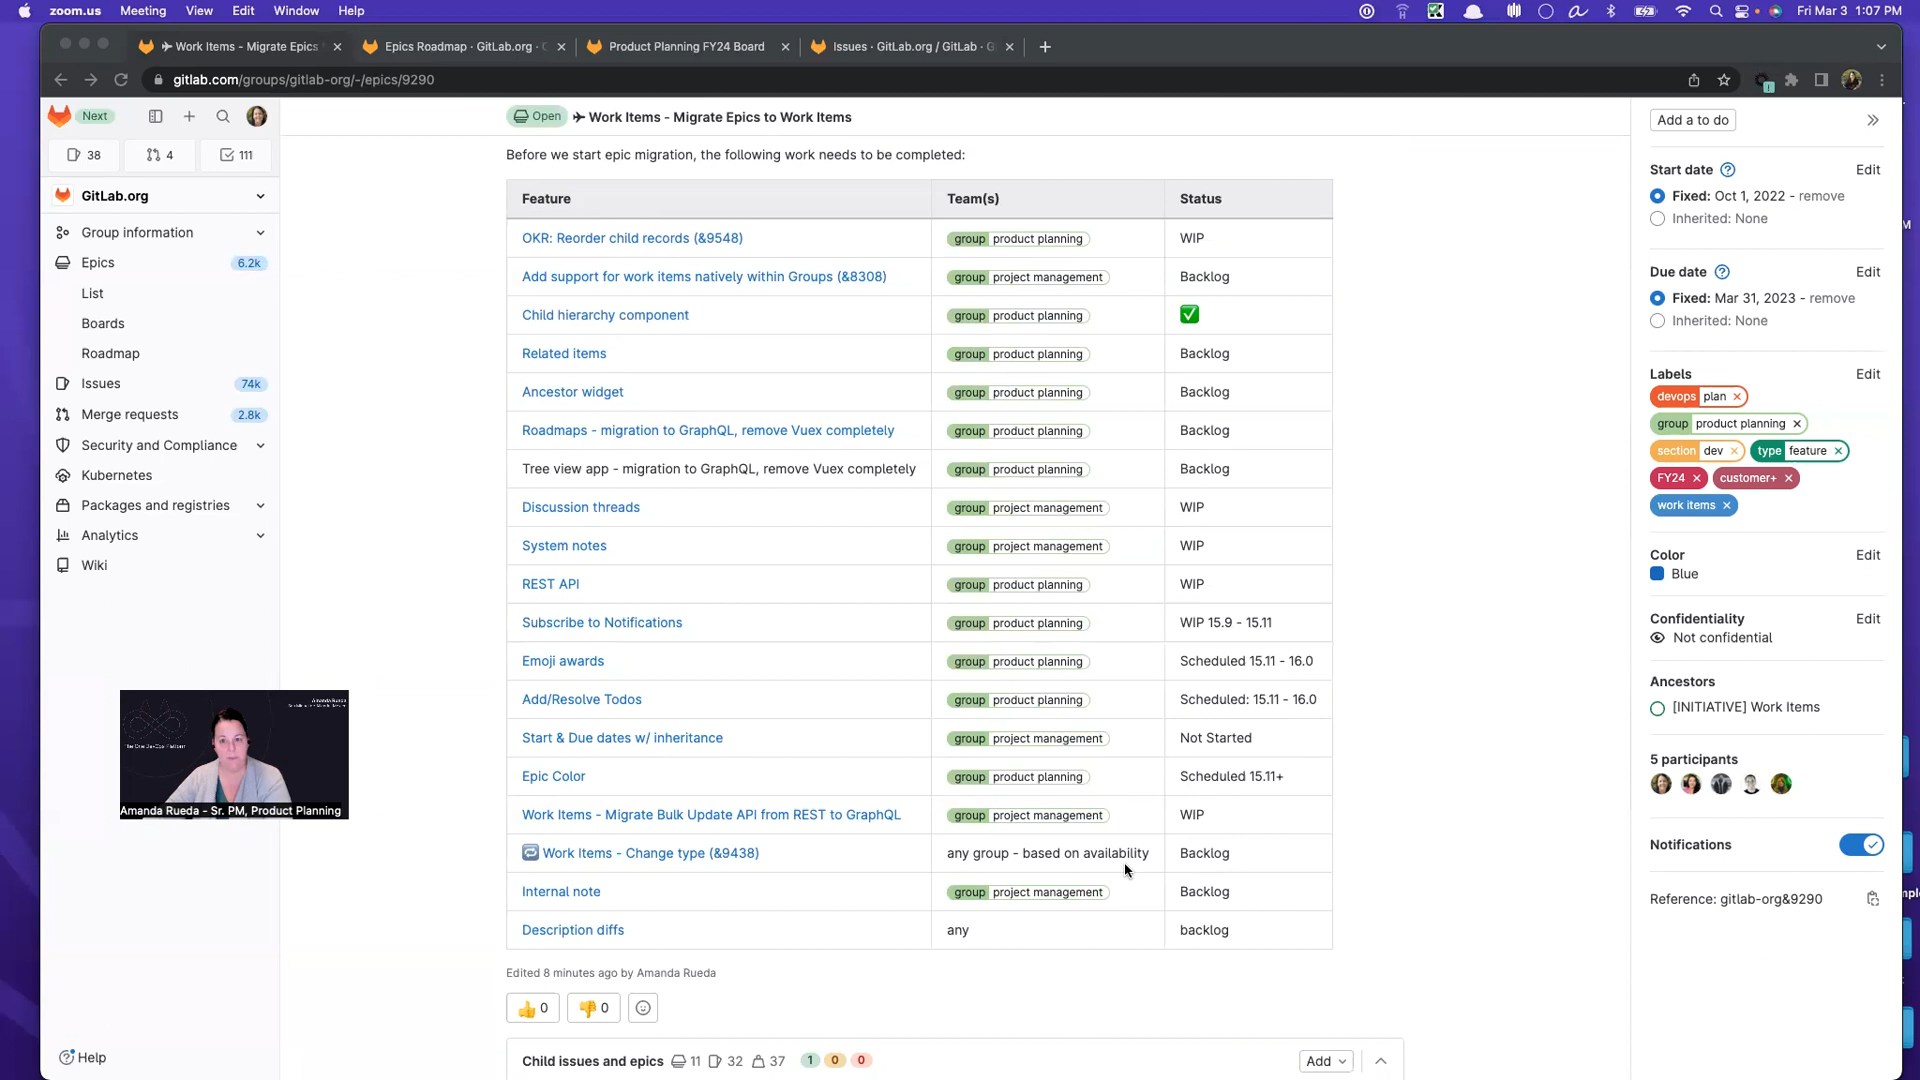 zoom.us Meeting View Edit Window Help
Fri Mar 3 1:07 PM
Work Items - Migrate Epics
Epics Roadmap · GitLab.org ·
Product Planning FY24 Board
Issues · GitLab.org / GitLab · G
gitlab.com/groups/gitlab-org/-/epics/9290
Next
38
4
111
GitLab.org
Group information
Epics 6.2k
List
Boards
Roadmap
Issues 74k
Merge requests 2.8k
Security and Compliance
Kubernetes
Packages and registries
Analytics
Wiki
Amanda Rueda
The One DevOps Platform
Amanda Rueda - Sr. PM, Product Planning
Help
Open Work Items - Migrate Epics to Work Items
Before we start epic migration, the following work needs to be completed:
Feature Team(s) Status
OKR: Reorder child records (&9548) group product planning WIP
Add support for work items natively within Groups (&8308) group project management Backlog
Child hierarchy component group product planning
Related items group product planning Backlog
Ancestor widget group product planning Backlog
Roadmaps - migration to GraphQL, remove Vuex completely group product planning Backlog
Tree view app - migration to GraphQL, remove Vuex completely group product planning Backlog
Discussion threads group project management WIP
System notes group project management WIP
REST API group product planning WIP
Subscribe to Notifications group product planning WIP 15.9 - 15.11
Emoji awards group product planning Scheduled 15.11 - 16.0
Add/Resolve Todos group product planning Scheduled: 15.11 - 16.0
Start & Due dates w/ inheritance group project management Not Started
Epic Color group product planning Scheduled 15.11+
Work Items - Migrate Bulk Update API from REST to GraphQL group project management WIP
Work Items - Change type (&9438) any group - based on availability Backlog
Internal note group project management Backlog
Description diffs any backlog
Edited 8 minutes ago by Amanda Rueda
0
0
Child issues and epics 11 32 37 1 0 0 Add
Add a to do
Start date Edit
Fixed: Oct 1, 2022 - remove
Inherited: None
Due date Edit
Fixed: Mar 31, 2023 - remove
Inherited: None
Labels Edit
devops plan
group product planning
section dev type feature
FY24 customer+
work items
Color Edit
Blue
Confidentiality Edit
Not confidential
Ancestors
[INITIATIVE] Work Items
5 participants
Notifications
Reference: gitlab-org&9290